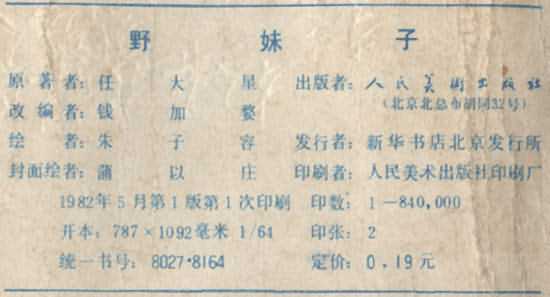 野妹子
原著者：任大星 出版者：人民美术出版社
改编者：钱加婺 （北京北总布胡同32号）
绘者：朱子容 发行者：新华书店北京发行所
封面绘者：蒲以庄 印刷者：人民美术出版社印刷厂
1982年5月第1版第1次印刷 印数：1—840,000
开本：787×1092毫米 1/64 印张：2
统一书号：8027·8164 定价：0.19元